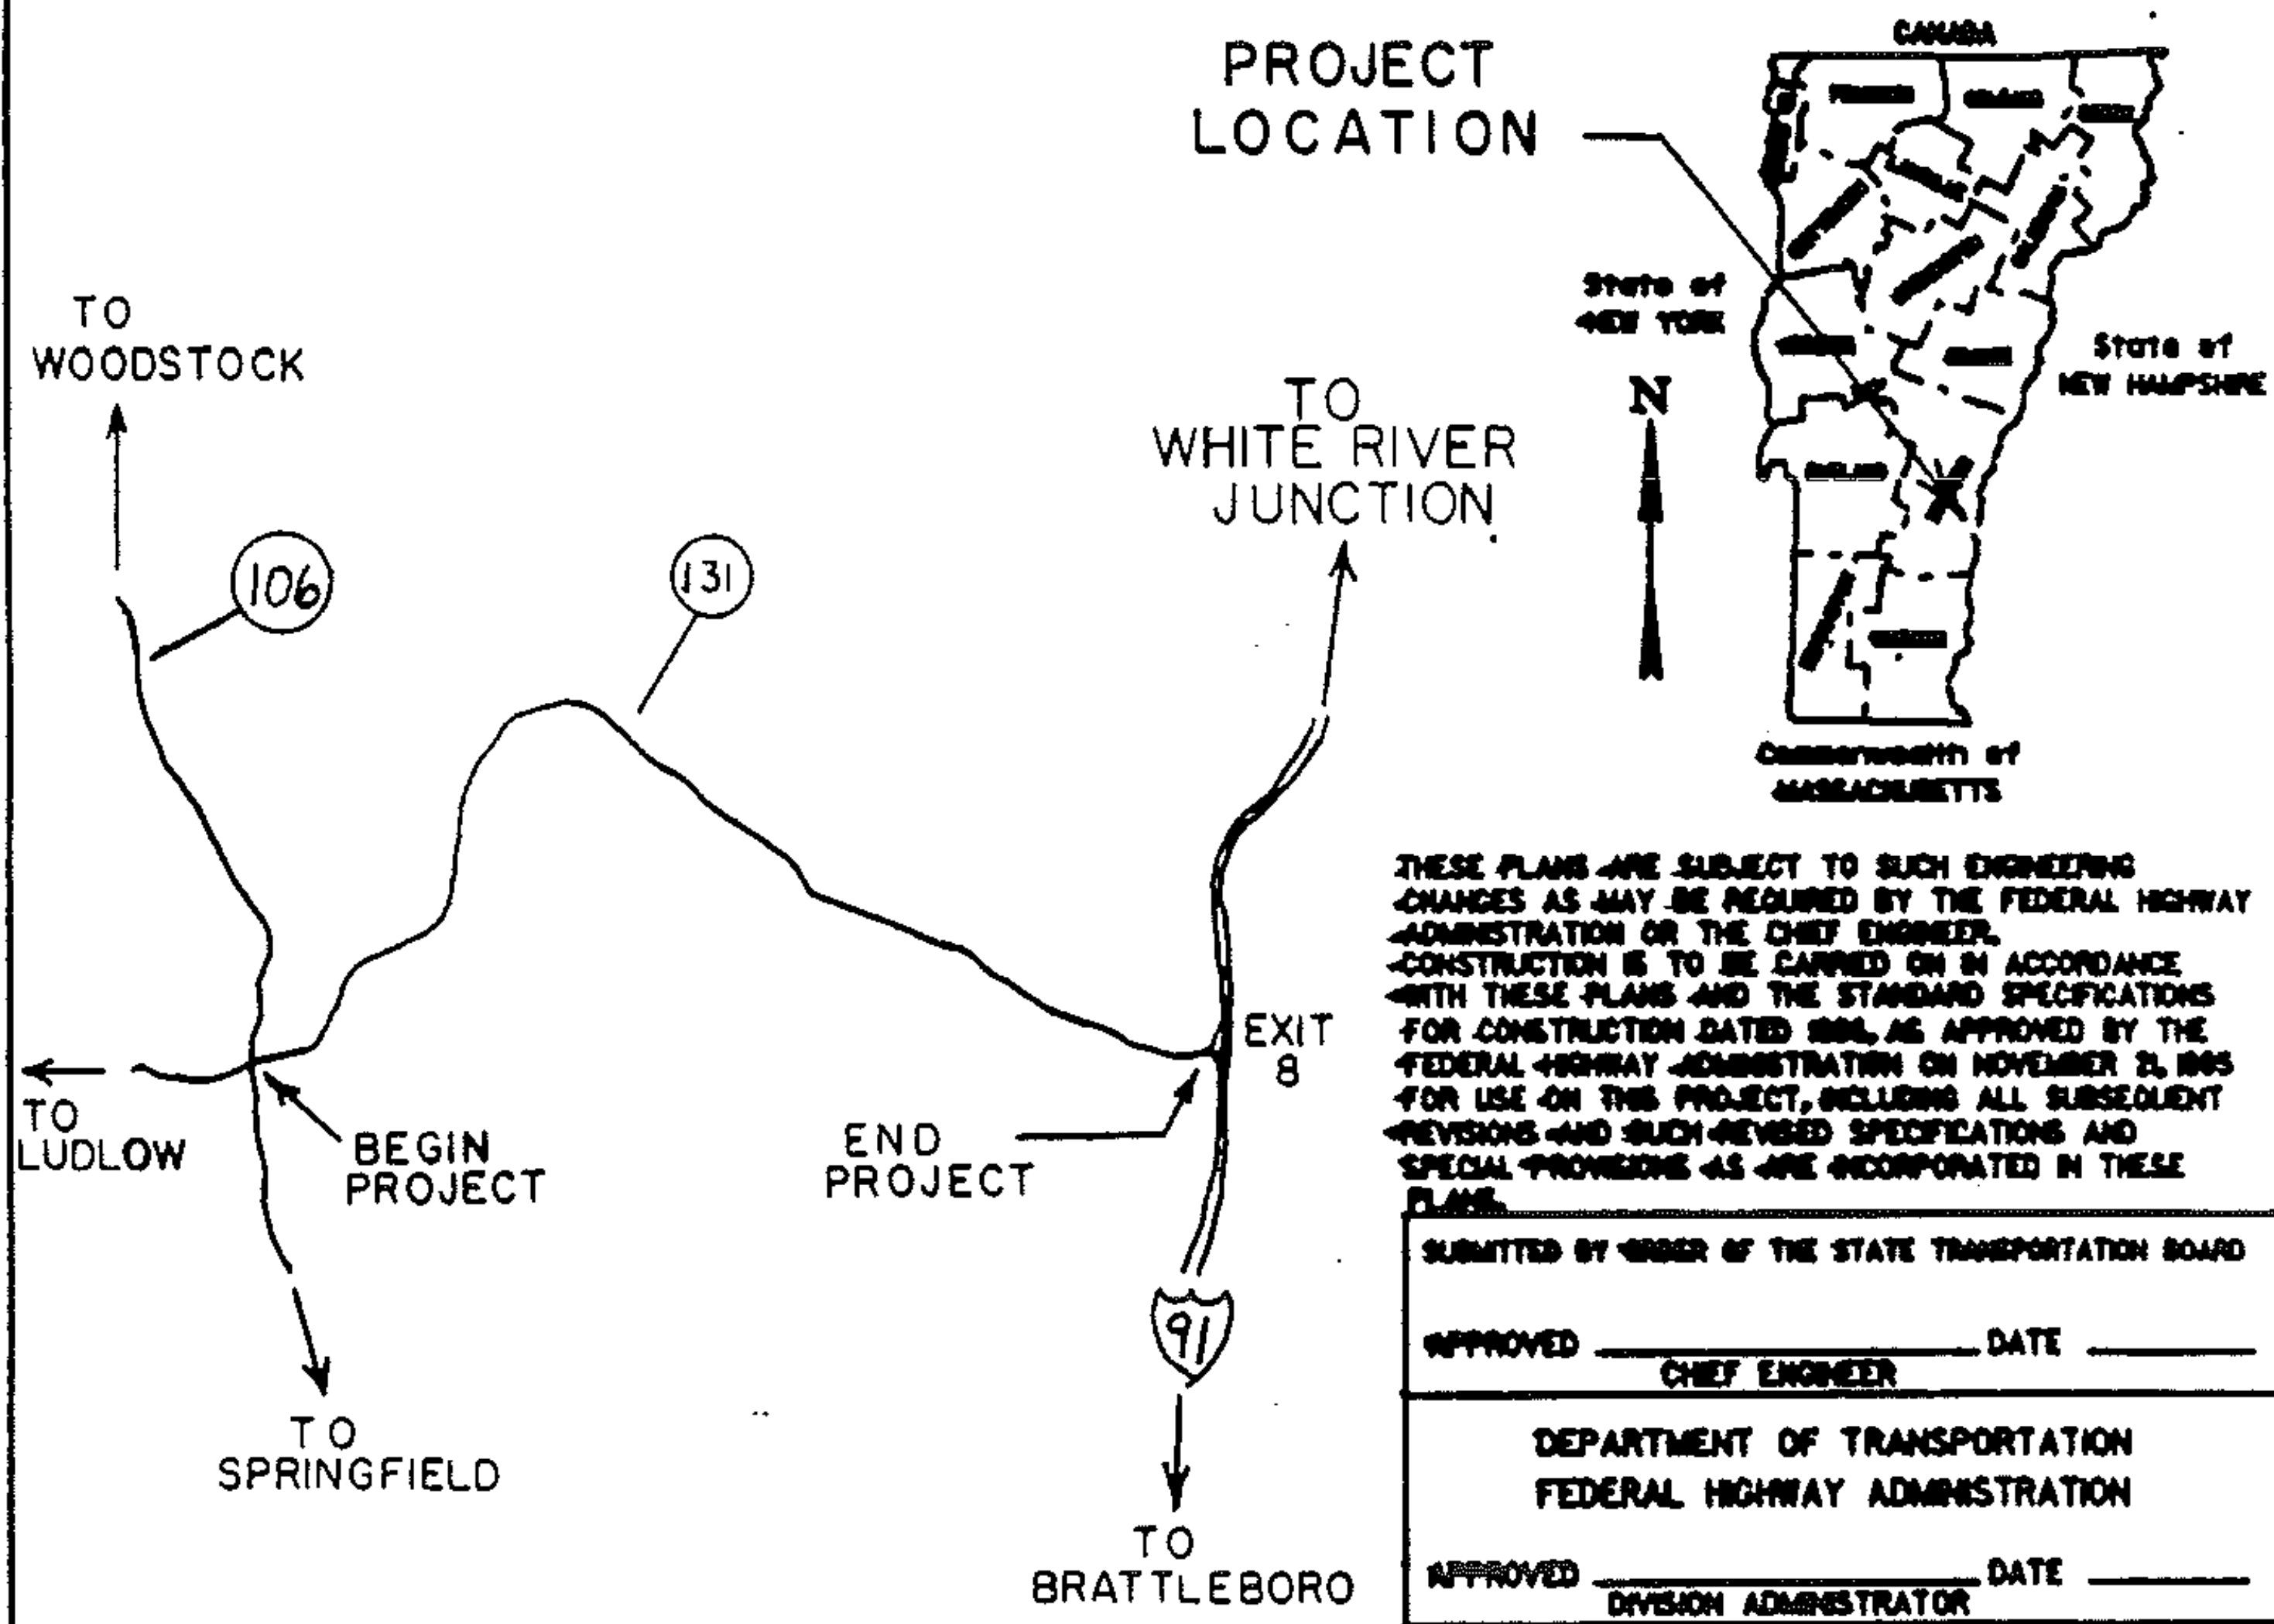 PROJECT
LOCATION
CANADA
State of
NEW YORK
State of
NEW HAMPSHIRE
N
Commonwealth of
MASSACHUSETTS
TO
WOODSTOCK
106
131
TO
WHITE RIVER
JUNCTION
EXIT
8
TO
LUDLOW
BEGIN
PROJECT
END
PROJECT
91
TO
SPRINGFIELD
TO
BRATTLEBORO
THESE PLANS ARE SUBJECT TO SUCH ENGINEERING
CHANGES AS MAY BE REQUIRED BY THE FEDERAL HIGHWAY
ADMINISTRATION OR THE CHIEF ENGINEER.
CONSTRUCTION IS TO BE CARRIED ON IN ACCORDANCE
WITH THESE PLANS AND THE STANDARD SPECIFICATIONS
FOR CONSTRUCTION DATED AS APPROVED BY THE
FEDERAL HIGHWAY ADMINISTRATION ON NOVEMBER
FOR USE ON THIS PROJECT, INCLUDING ALL SUBSEQUENT
REVISIONS AND SUCH REVISED SPECIFICATIONS AND
SPECIAL PROVISIONS AS ARE INCORPORATED IN THESE
PLANS.
SUBMITTED BY ORDER OF THE STATE TRANSPORTATION BOARD
APPROVED DATE
CHIEF ENGINEER
DEPARTMENT OF TRANSPORTATION
FEDERAL HIGHWAY ADMINISTRATION
APPROVED DATE
DIVISION ADMINISTRATOR